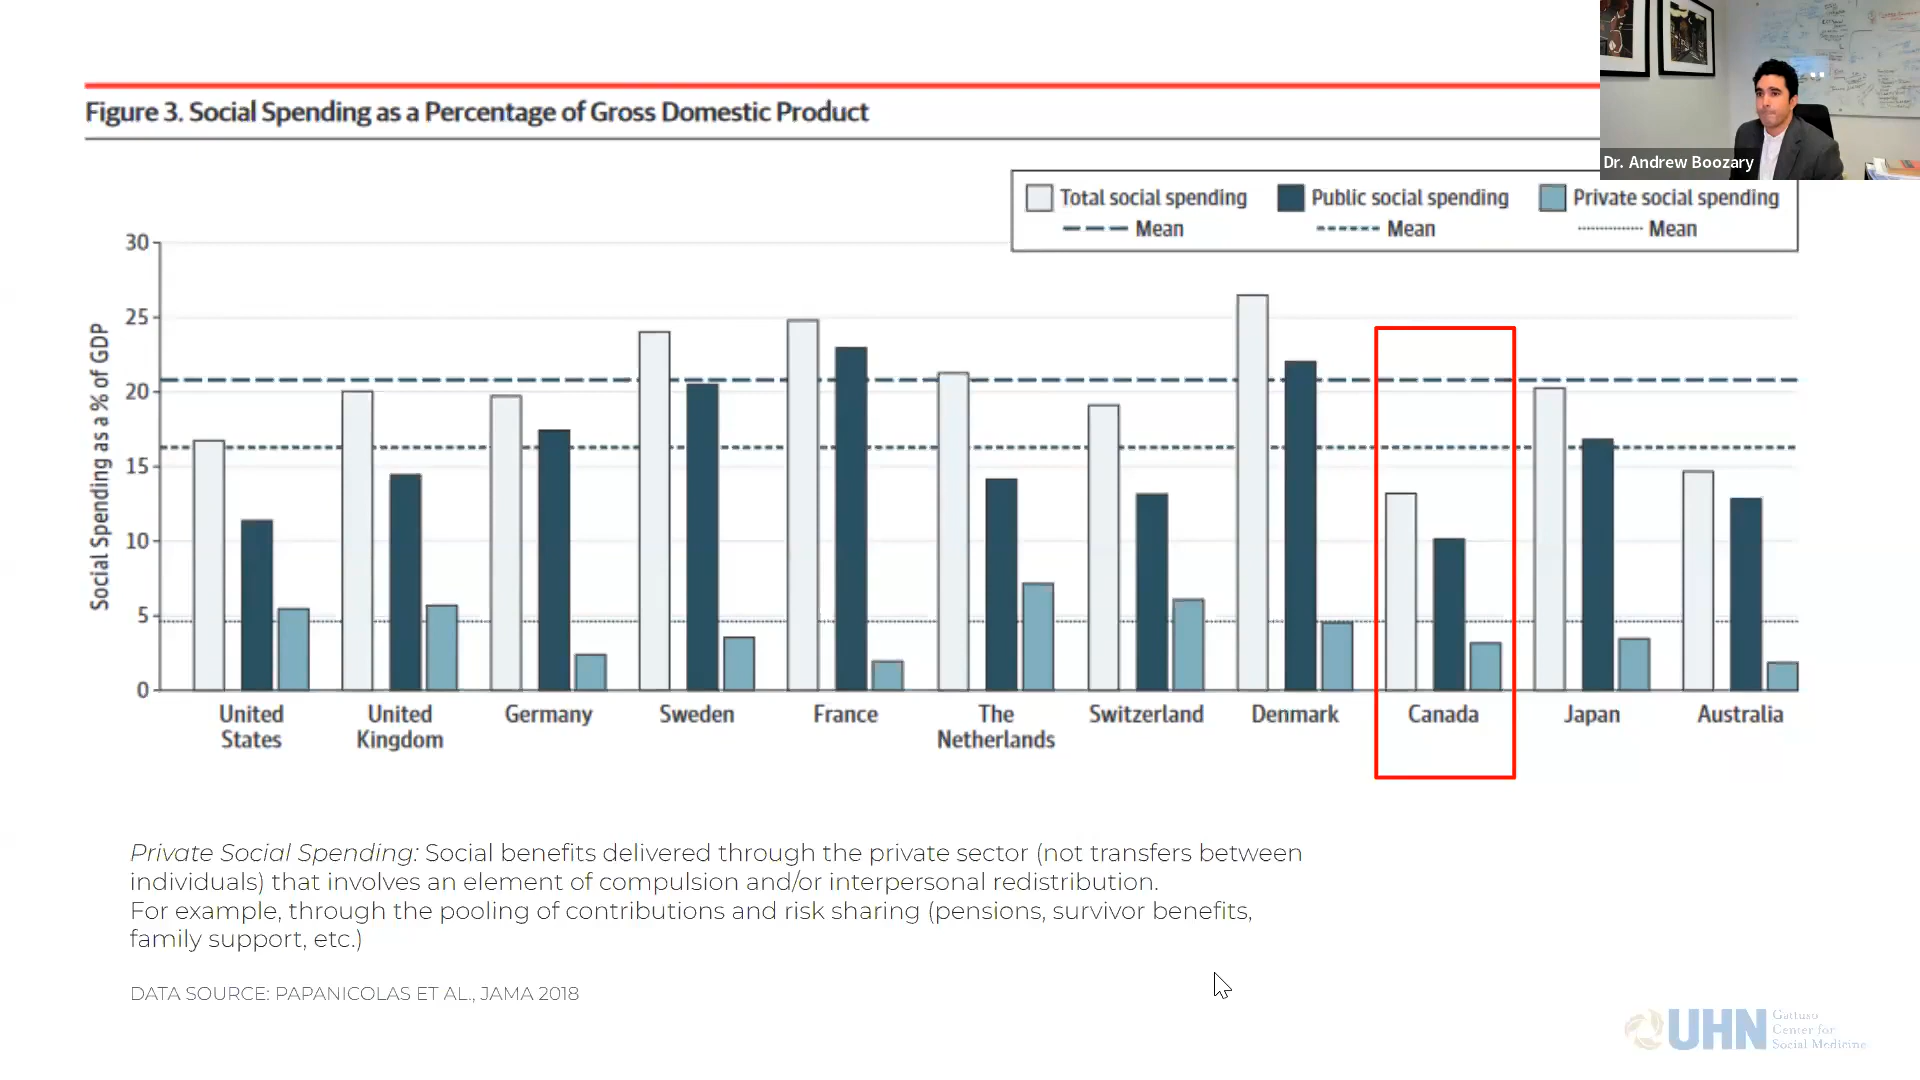 Figure 3. Social Spending as a Percentage of Gross Domestic Product
Dr. Andrew Boozary
Total social spending
Public social spending
Private social spending
Mean
Mean
Mean
Social Spending as a % of GDP
30
25
20
15
10
5
0
United
States
United
Kingdom
Germany
Sweden
France
The
Netherlands
Switzerland
Denmark
Canada
Japan
Australia
Private Social Spending: Social benefits delivered through the private sector (not transfers between
individuals) that involves an element of compulsion and/or interpersonal redistribution.
For example, through the pooling of contributions and risk sharing (pensions, survivor benefits,
family support, etc.)
DATA SOURCE: PAPANICOLAS ET AL., JAMA 2018
UHN
Gattuso
Center for
Social Medicine